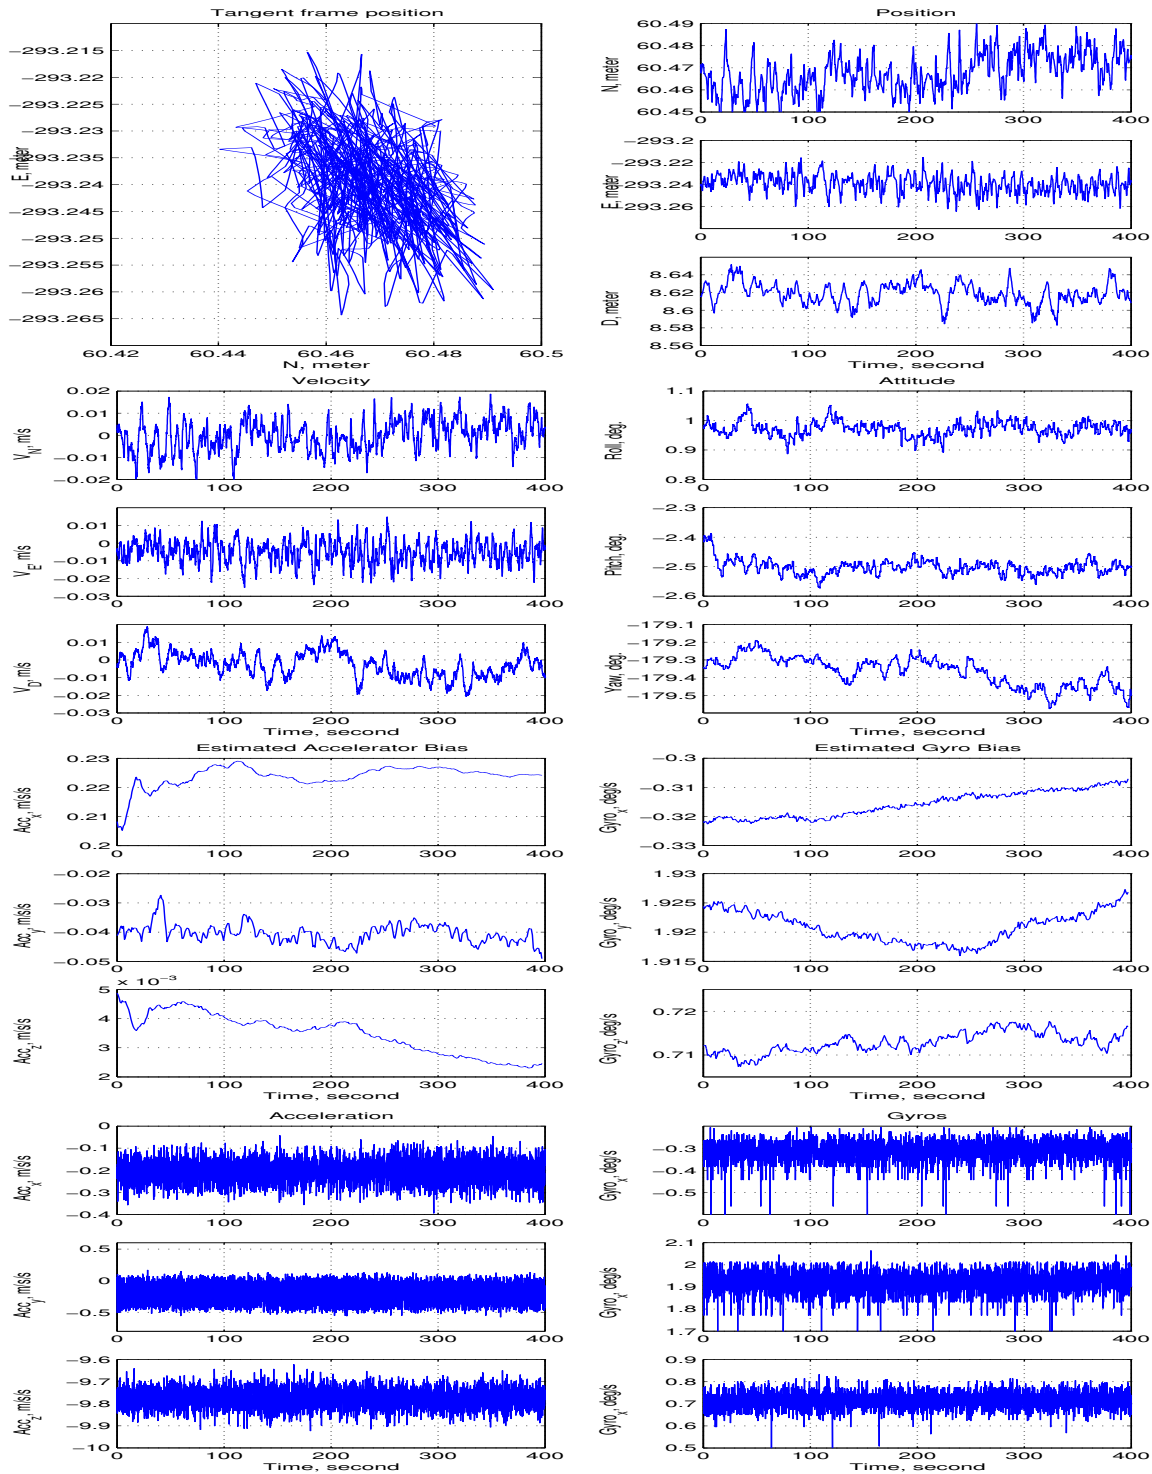 Tangent frame position
−293.215
−293.22
−293.225
−293.23
−293.235
−293.24
−293.245
−293.25
−293.255
−293.26
−293.265
E, meter
60.42 60.44 60.46 60.48 60.5
N, meter
Position
60.49
60.48
60.47
60.46
60.45
N, meter
0 100 200 300 400
−293.2
−293.22
−293.24
−293.26
E, meter
0 100 200 300 400
8.64
8.62
8.6
8.58
8.56
D, meter
0 100 200 300 400
Time, second
Velocity
0.02
0.01
0
−0.01
−0.02
V_N, m/s
0 100 200 300 400
0.01
0
−0.01
−0.02
−0.03
V_E, m/s
0 100 200 300 400
0.01
0
−0.01
−0.02
−0.03
V_D, m/s
0 100 200 300 400
Time, second
Attitude
1.1
1
0.9
0.8
Roll, deg.
0 100 200 300 400
−2.3
−2.4
−2.5
−2.6
Pitch, deg.
0 100 200 300 400
−179.1
−179.2
−179.3
−179.4
−179.5
Yaw, deg.
0 100 200 300 400
Time, second
Estimated Accelerator Bias
0.23
0.22
0.21
0.2
Acc_x, m/s/s
0 100 200 300 400
−0.02
−0.03
−0.04
−0.05
Acc_y, m/s/s
0 100 200 300 400
x 10^−3
5
4
3
2
Acc_z, m/s/s
0 100 200 300 400
Time, second
Estimated Gyro Bias
−0.3
−0.31
−0.32
−0.33
Gyro_x, deg/s
0 100 200 300 400
1.93
1.925
1.92
1.915
Gyro_y, deg/s
0 100 200 300 400
0.72
0.71
Gyro_z, deg/s
0 100 200 300 400
Time, second
Acceleration
0
−0.1
−0.2
−0.3
−0.4
Acc_x, m/s/s
0 100 200 300 400
0.5
0
−0.5
Acc_y, m/s/s
0 100 200 300 400
−9.6
−9.7
−9.8
−9.9
−10
Acc_z, m/s/s
0 100 200 300 400
Time, second
Gyros
−0.3
−0.4
−0.5
Gyro_x, deg/s
0 100 200 300 400
2.1
2
1.9
1.8
1.7
Gyro_x, deg/s
0 100 200 300 400
0.9
0.8
0.7
0.6
0.5
Gyro_x, deg/s
0 100 200 300 400
Time, second